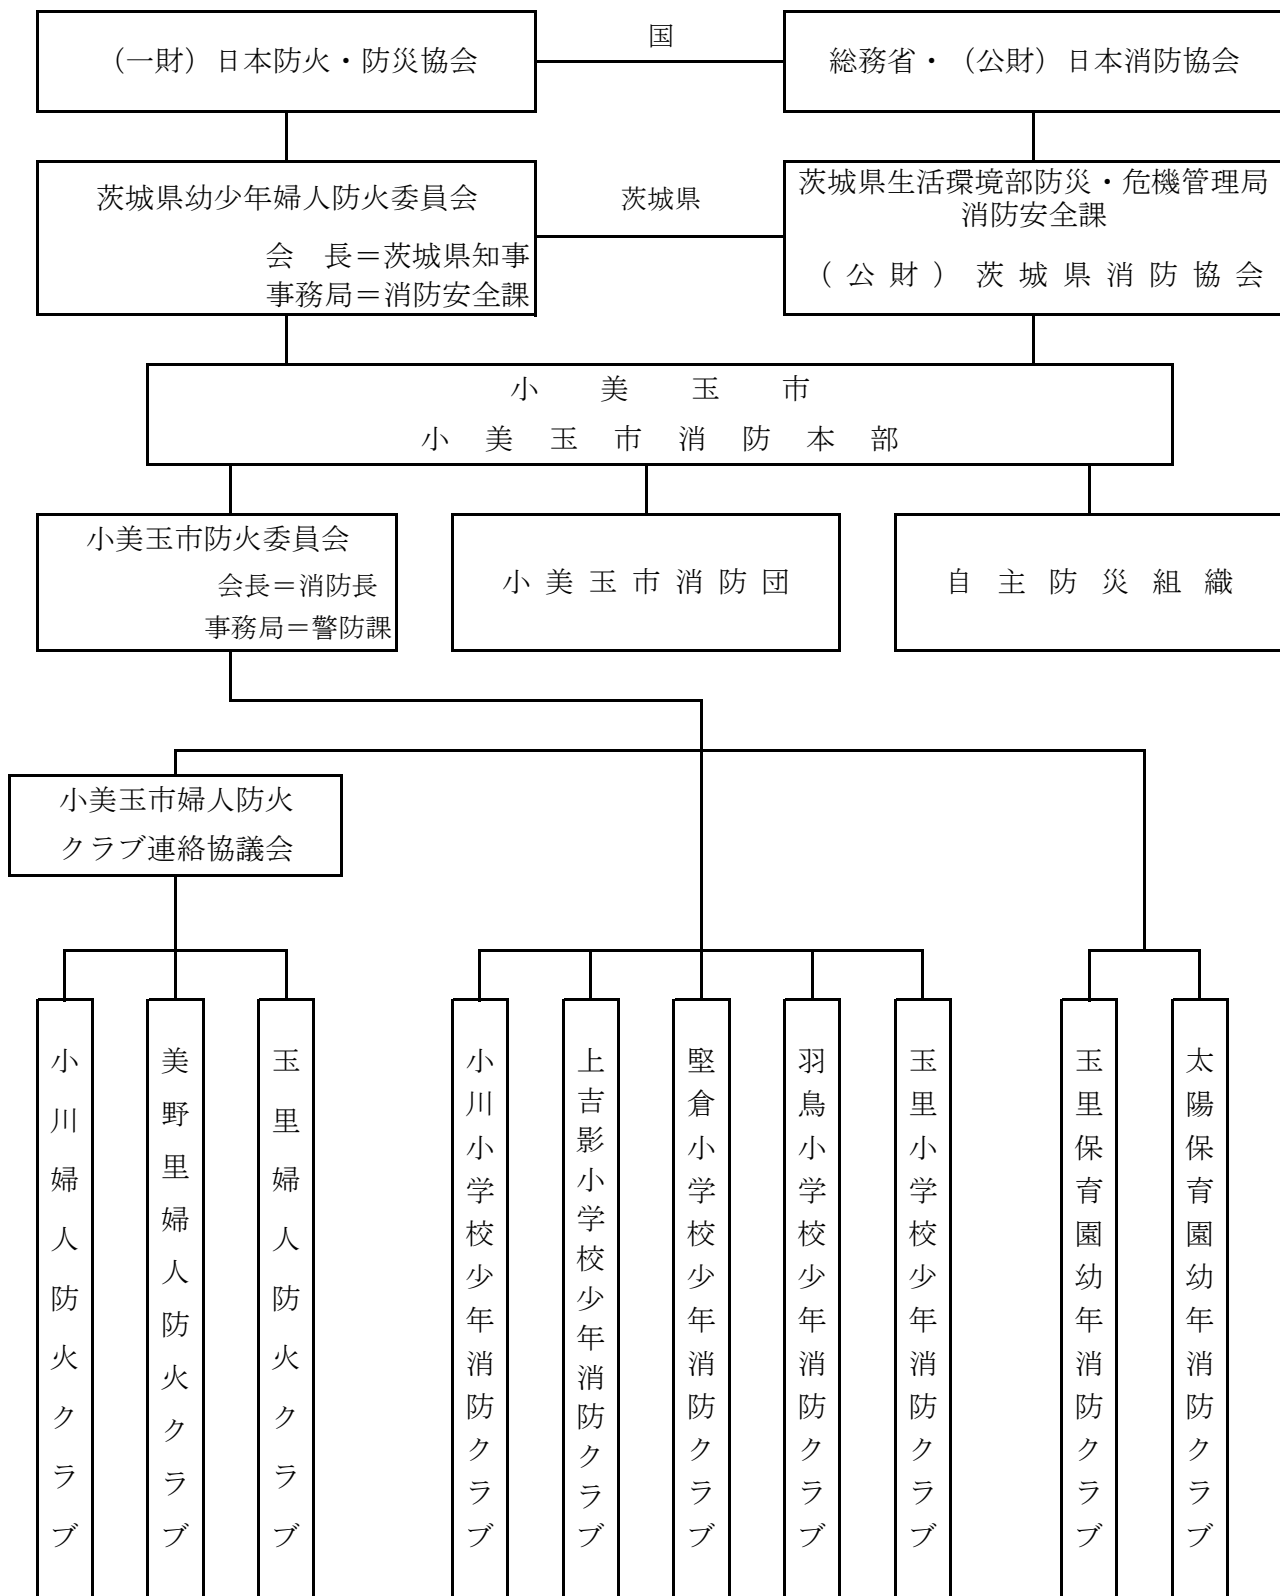 (一財)日本防火・防災協会
国
総務省・(公財)日本消防協会
茨城県幼少年婦人防火委員会
会　長＝茨城県知事
事務局＝消防安全課
茨城県
茨城県生活環境部防災・危機管理局
消防安全課
(公財)茨城県消防協会
小美玉市
小美玉市消防本部
小美玉市防火委員会
会長＝消防長
事務局＝警防課
小美玉市消防団
自主防災組織
小美玉市婦人防火
クラブ連絡協議会
小川婦人防火クラブ
美野里婦人防火クラブ
玉里婦人防火クラブ
小川小学校少年消防クラブ
上吉影小学校少年消防クラブ
堅倉小学校少年消防クラブ
羽鳥小学校少年消防クラブ
玉里小学校少年消防クラブ
玉里保育園幼年消防クラブ
太陽保育園幼年消防クラブ